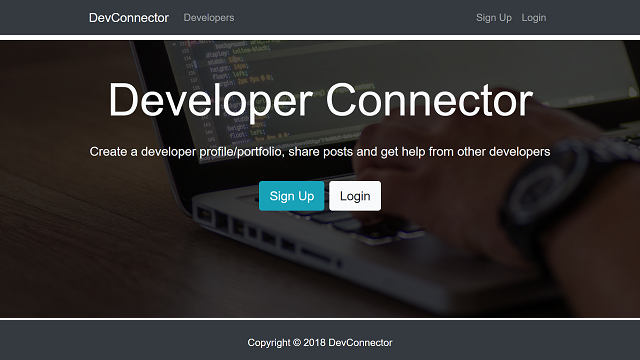 DevConnector Developers Sign Up Login
Developer Connector
Create a developer profile/portfolio, share posts and get help from other developers
Sign Up Login
Copyright © 2018 DevConnector